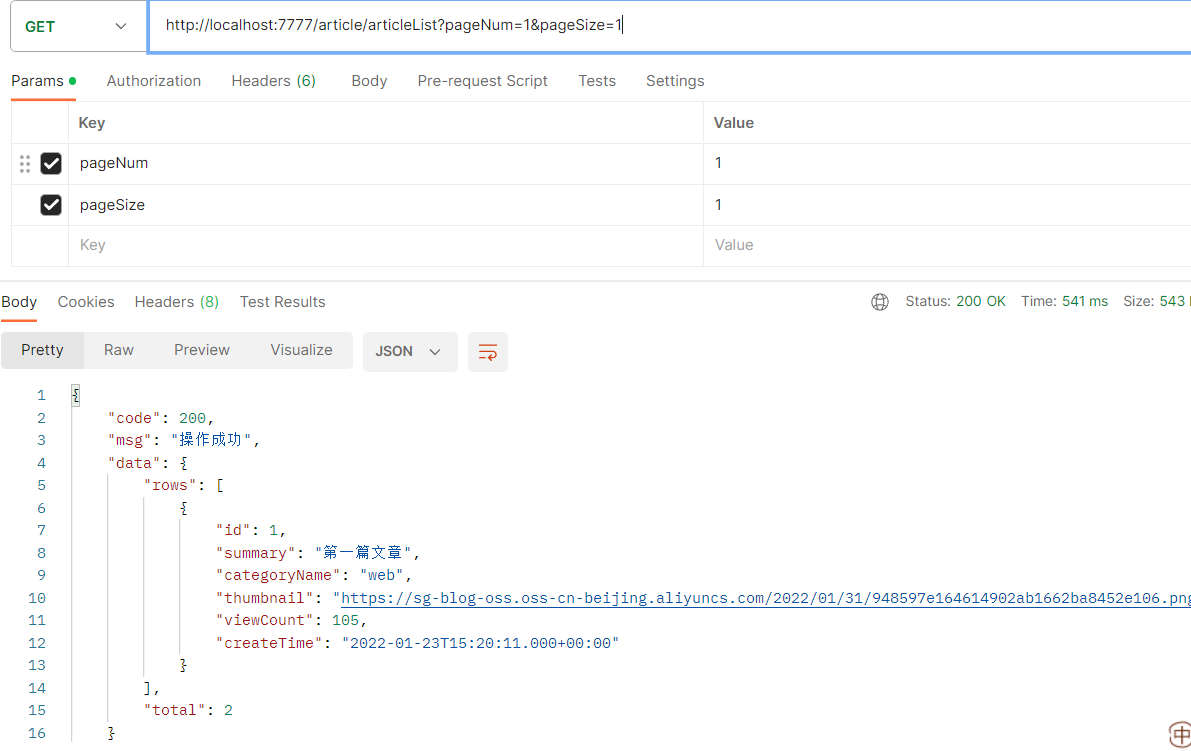 GET http://localhost:7777/article/articleList?pageNum=1&pageSize=1
Params Authorization Headers (6) Body Pre-request Script Tests Settings
Key Value
pageNum 1
pageSize 1
Key Value
Body Cookies Headers (8) Test Results Status: 200 OK Time: 541 ms Size: 543
Pretty Raw Preview Visualize JSON
1 {
2 "code": 200,
3 "msg": "操作成功",
4 "data": {
5 "rows": [
6 {
7 "id": 1,
8 "summary": "第一篇文章",
9 "categoryName": "web",
10 "thumbnail": "https://sg-blog-oss.oss-cn-beijing.aliyuncs.com/2022/01/31/948597e164614902ab1662ba8452e106.png
11 "viewCount": 105,
12 "createTime": "2022-01-23T15:20:11.000+00:00"
13 }
14 ],
15 "total": 2
16 }
中